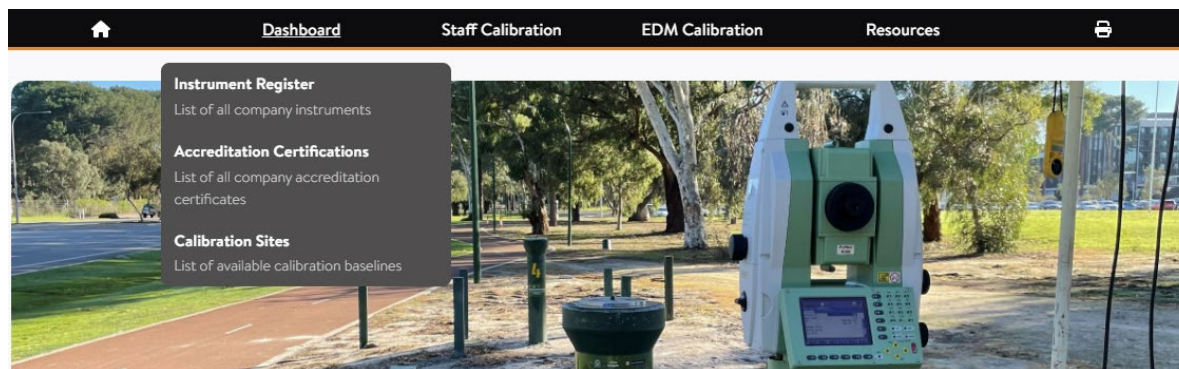 Dashboard
Staff Calibration
EDM Calibration
Resources
Instrument Register
List of all company instruments
Accreditation Certifications
List of all company accreditation
certificates
Calibration Sites
List of available calibration baselines
4